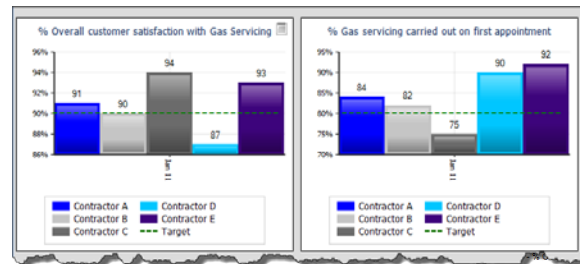 % Overall customer satisfaction with Gas Servicing
96%
94%
92%
90%
88%
86%
91
90
94
87
93
Jan 11
Contractor A
Contractor D
Contractor B
Contractor E
Contractor C
Target
% Gas servicing carried out on first appointment
95%
90%
85%
80%
75%
70%
84
82
75
90
92
Jan 11
Contractor A
Contractor D
Contractor B
Contractor E
Contractor C
Target